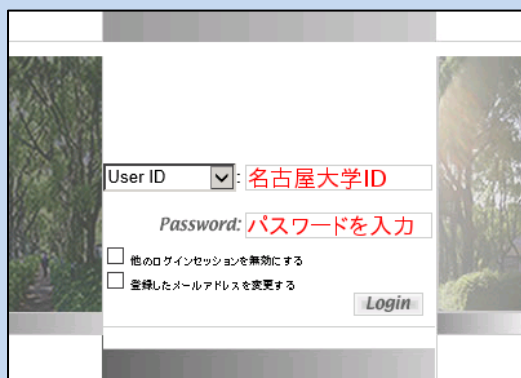 User ID : 名古屋大学ID
Password: パスワードを入力
他のログインセッションを無効にする
登録したメールアドレスを変更する
Login